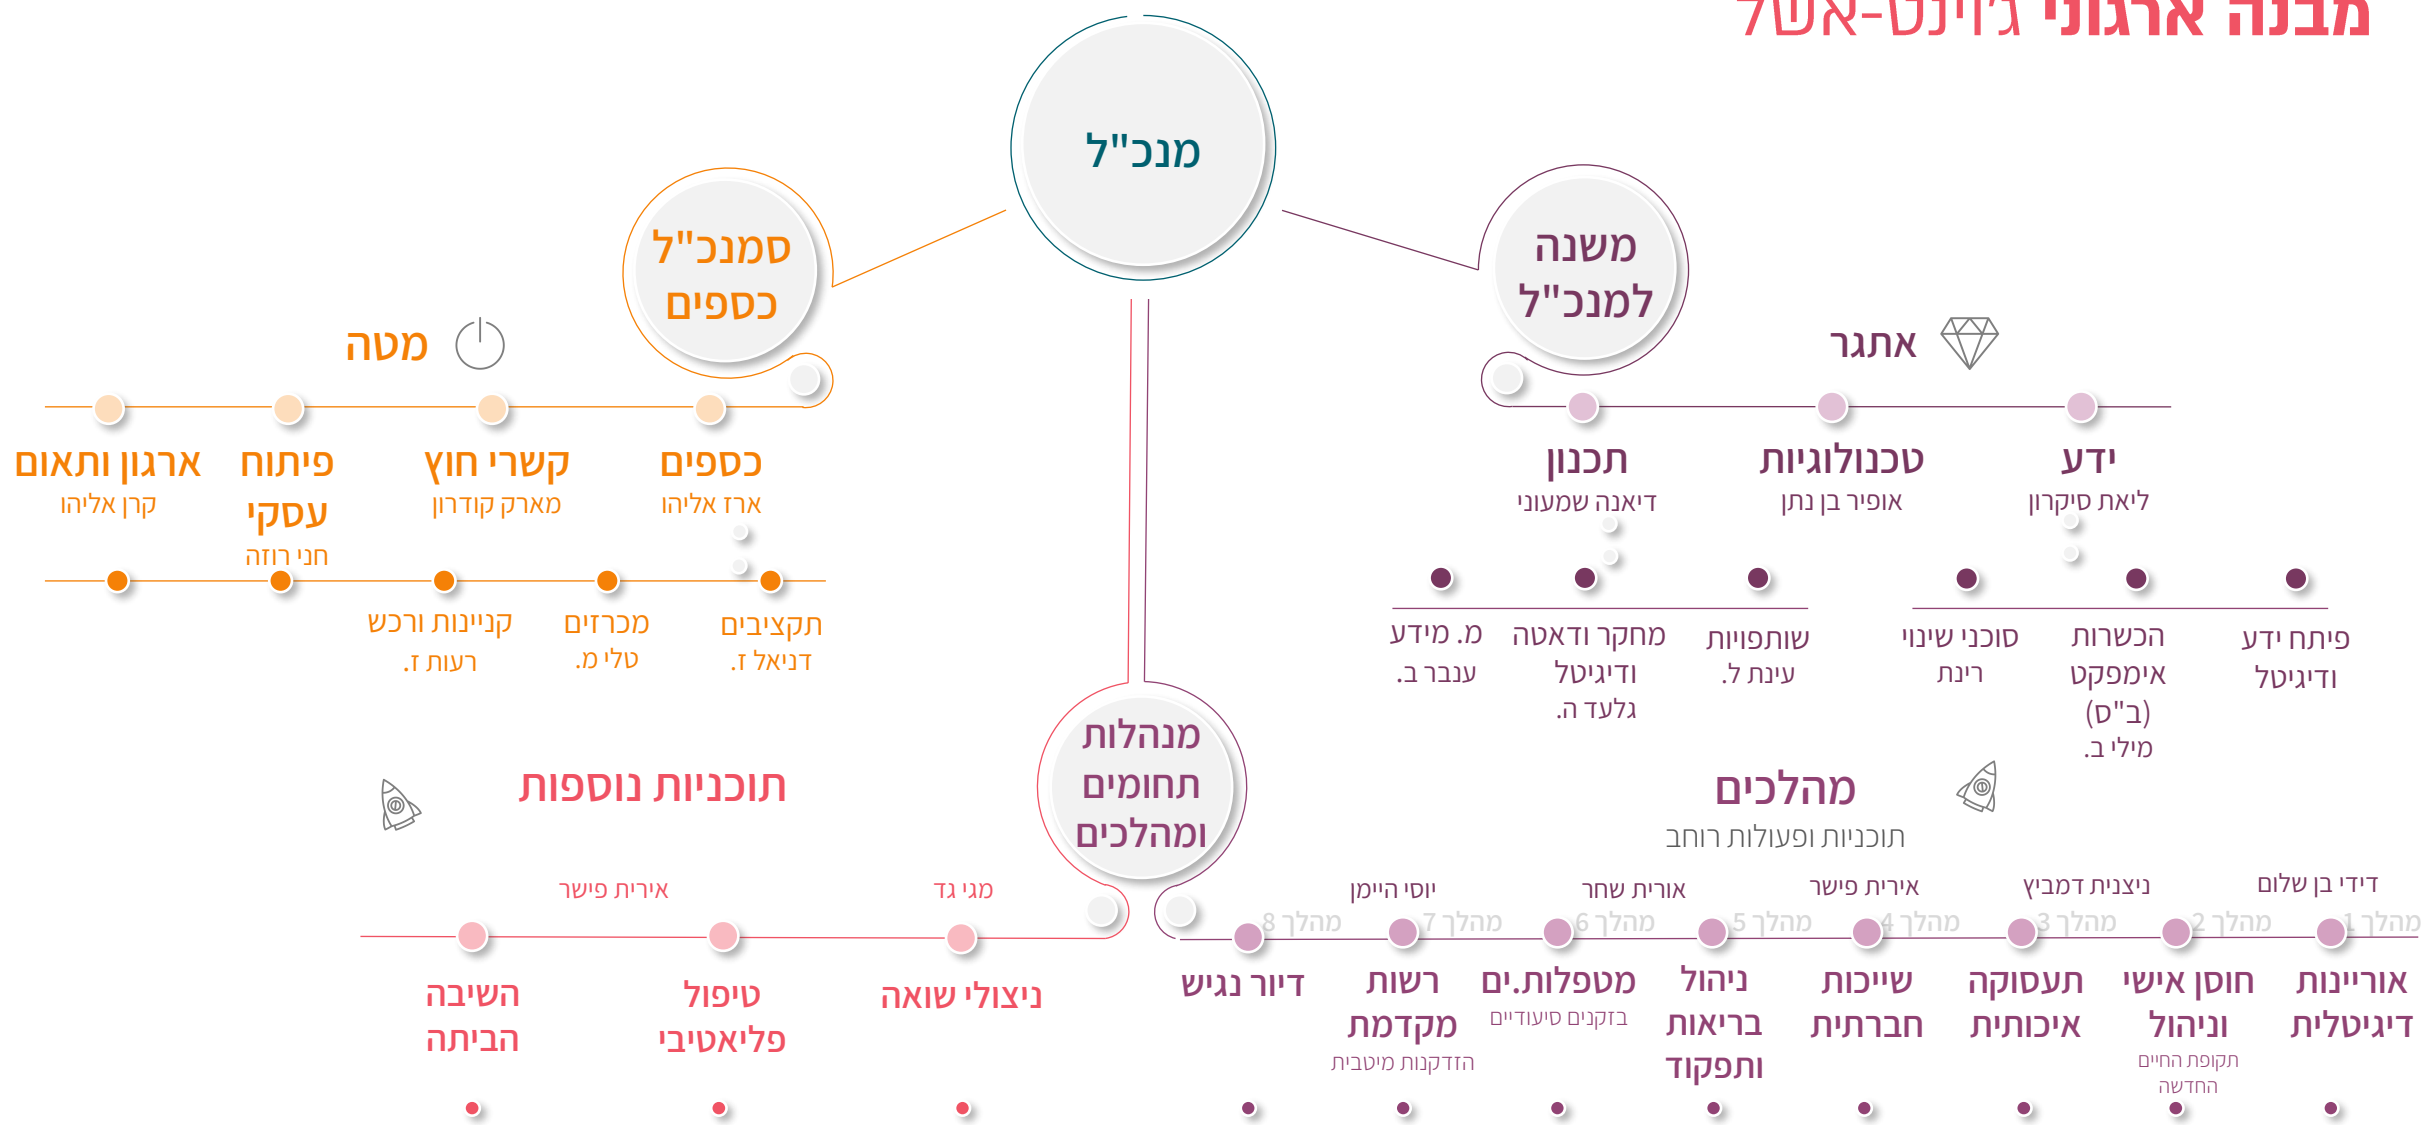 מבנה ארגוני ג'וינט-אשל
מנכ"ל
משנה
למנכ"ל
סמנכ"ל
כספים
אתגר
ידע
ליאת סיקרון
טכנולוגיות
אופיר בן נתן
תכנון
דיאנה שמעוני
פיתח ידע
ודיגיטל
הכשרות
אימפקט
(ב"ס)
מילי ב.
סוכני שינוי
רינת
שותפויות
עינת ל.
מחקר ודאטה
ודיגיטל
גלעד ה.
מ. מידע
ענבר ב.
מטה
כספים
ארז אליהו
קשרי חוץ
מארק קודרון
פיתוח
עסקי
חני רוזה
ארגון ותאום
קרן אליהו
תקציבים
דניאל ז.
מכרזים
טלי מ.
קניינות ורכש
רעות ז.
מנהלות
תחומים
ומהלכים
מהלכים
תוכניות ופעולות רוחב
דידי בן שלום
ניצנית דמביץ
אירית פישר
אורית שחר
יוסי היימן
מהלך 1
מהלך 2
מהלך 3
מהלך 4
מהלך 5
מהלך 6
מהלך 7
מהלך 8
אוריינות
דיגיטלית
חוסן אישי
וניהול
תקופת החיים
החדשה
תעסוקה
איכותית
שייכות
חברתית
ניהול
בריאות
ותפקוד
מטפלות.ים
בזקנים סיעודיים
רשות
מקדמת
הזדקנות מיטבית
דיור נגיש
תוכניות נוספות
מגי גד
אירית פישר
ניצולי שואה
טיפול
פליאטיבי
השיבה
הביתה